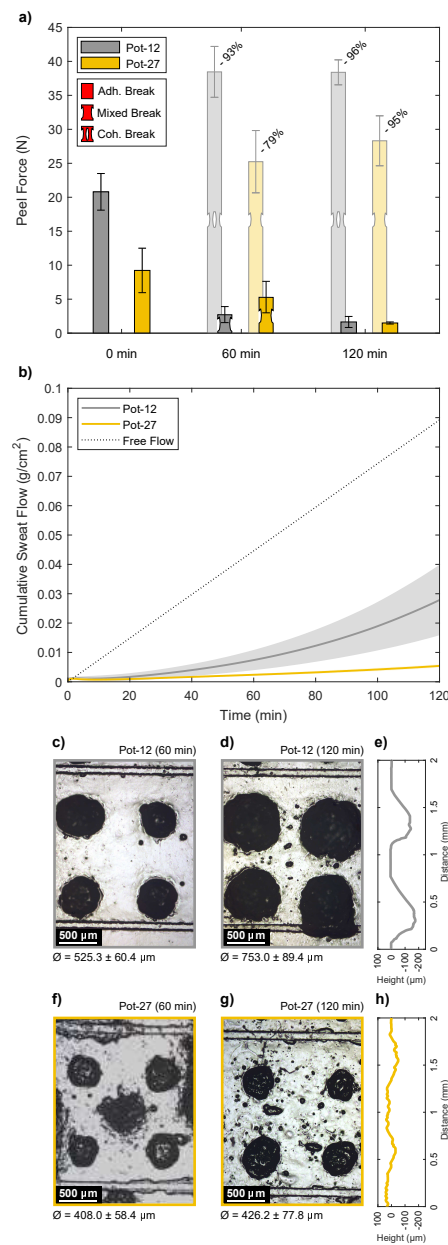 a)
45
40
35
30
25
20
15
10
5
0
Peel Force (N)
Pot-12
Pot-27
Adh. Break
Mixed Break
Coh. Break
- 93%
- 79%
- 96%
- 95%
0 min
60 min
120 min
b)
0.1
0.09
0.08
0.07
0.06
0.05
0.04
0.03
0.02
0.01
0
Cumulative Sweat Flow (g/cm²)
Pot-12
Pot-27
Free Flow
0 20 40 60 80 100 120
Time (min)
c)
Pot-12 (60 min)
500 µm
Ø = 525.3 ± 60.4 µm
d)
Pot-12 (120 min)
500 µm
Ø = 753.0 ± 89.4 µm
e)
2
1.5
1
0.5
0
Distance (mm)
100 0 -100 -200
Height (µm)
f)
Pot-27 (60 min)
500 µm
Ø = 408.0 ± 58.4 µm
g)
Pot-27 (120 min)
500 µm
Ø = 426.2 ± 77.8 µm
h)
2
1.5
1
0.5
0
Distance (mm)
100 0 -100 -200
Height (µm)